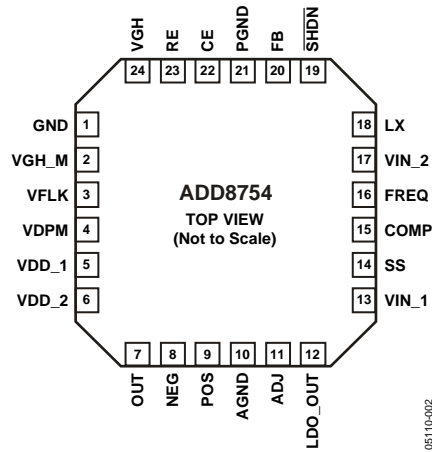 VGH RE CE PGND FB SHDN
24 23 22 21 20 19
GND 1
VGH_M 2
VFLK 3
VDPM 4
VDD_1 5
VDD_2 6
ADD8754
TOP VIEW
(Not to Scale)
18 LX
17 VIN_2
16 FREQ
15 COMP
14 SS
13 VIN_1
7 8 9 10 11 12
OUT NEG POS AGND ADJ LDO_OUT
05110-002